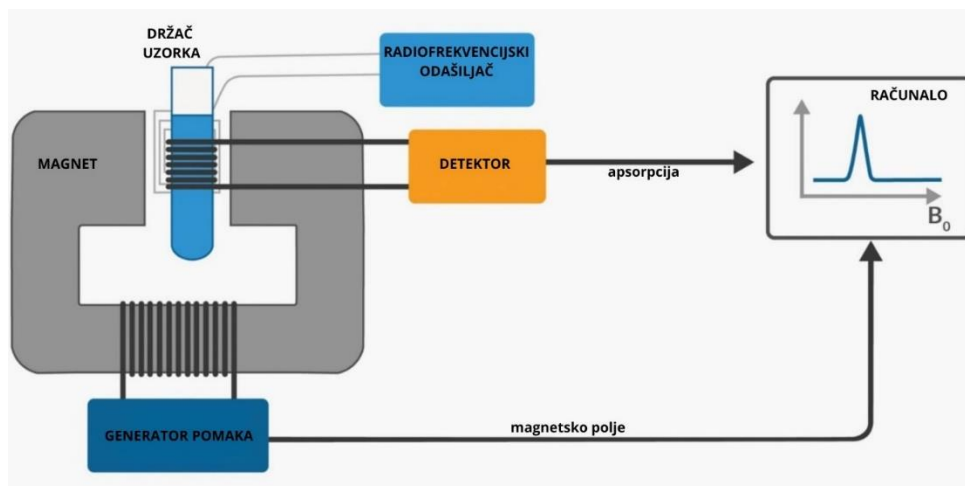 DRŽAČ
UZORKA
RADIOFREKVENCIJSKI
ODAŠILJAČ
RAČUNALO
MAGNET
DETEKTOR
apsorpcija
B₀
magnetsko polje
GENERATOR POMAKA